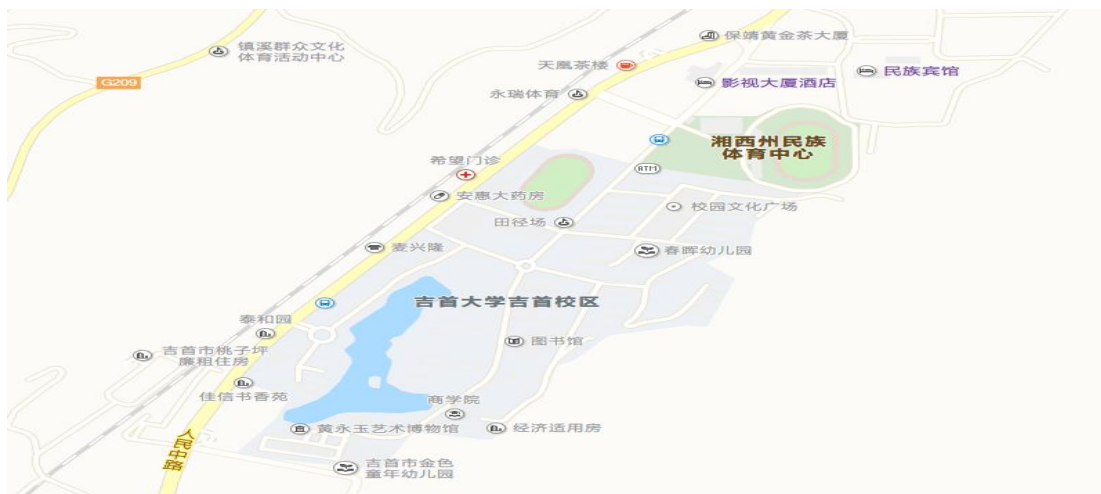 保靖黄金茶大厦
镇溪群众文化
体育活动中心
天凰茶楼
民族宾馆
G209
影视大厦酒店
永瑞体育
湘西州民族
体育中心
希望门诊
ATM
安惠大药房
校园文化广场
田径场
麦兴隆
春晖幼儿园
吉首大学吉首校区
泰和园
图书馆
吉首市桃子坪
廉租住房
佳信书香苑
商学院
黄永玉艺术博物馆
经济适用房
人民中路
吉首市金色
童年幼儿园